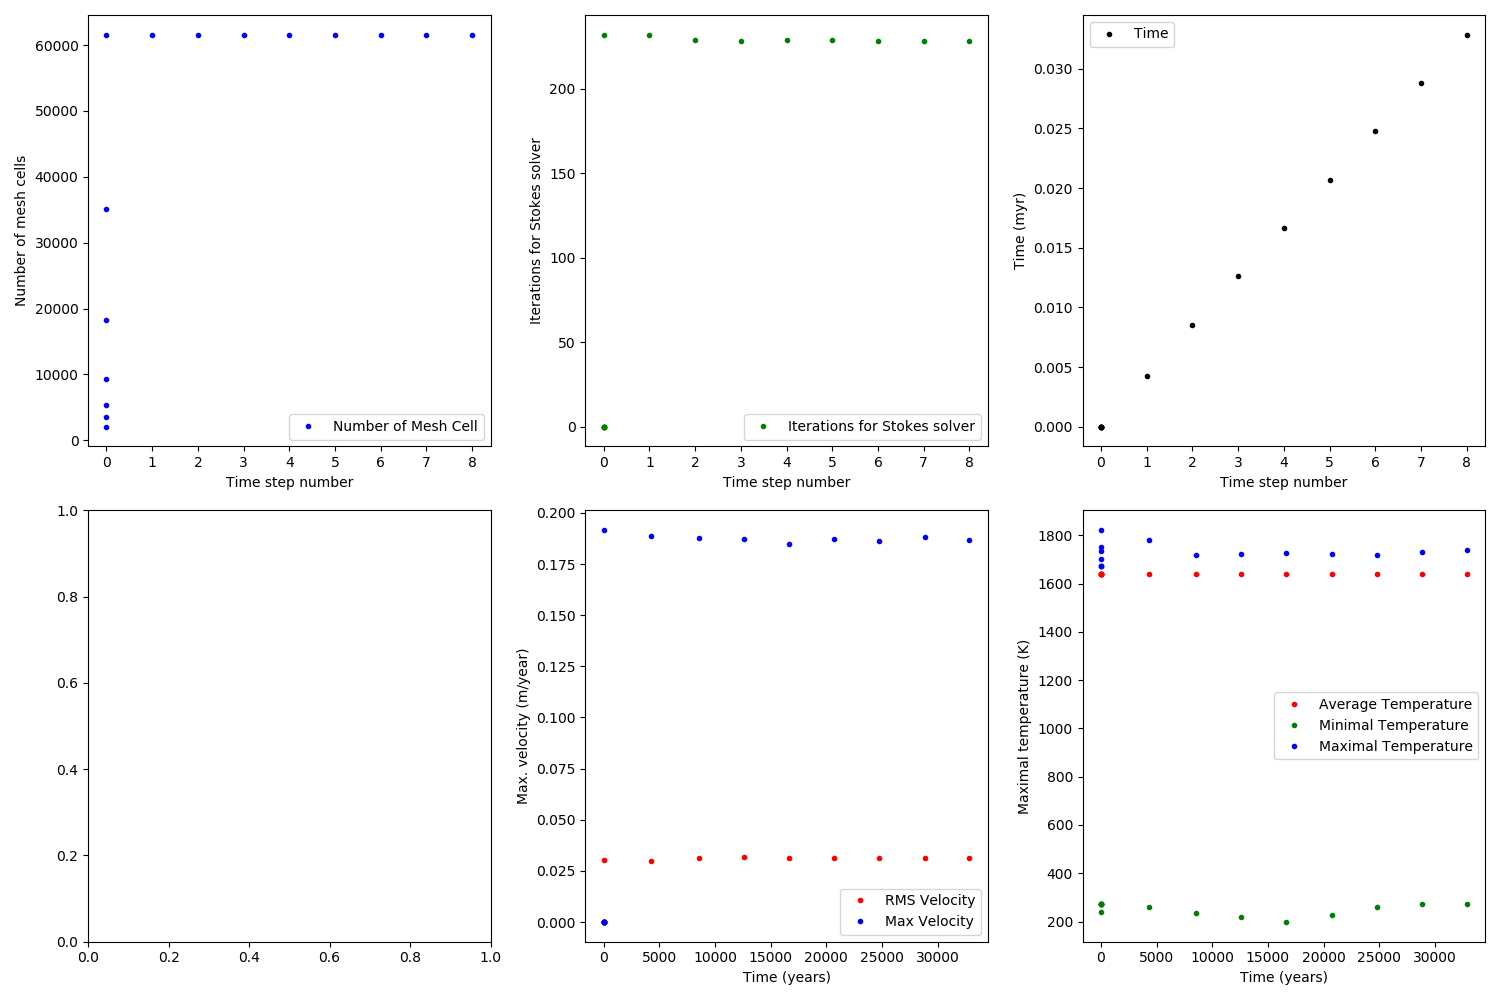 60000
50000
40000
30000
20000
10000
0
Number of mesh cells
0 1 2 3 4 5 6 7 8
Time step number
Number of Mesh Cell
200
150
100
50
0
Iterations for Stokes solver
0 1 2 3 4 5 6 7 8
Time step number
Iterations for Stokes solver
0.030
0.025
0.020
0.015
0.010
0.005
0.000
Time (myr)
0 1 2 3 4 5 6 7 8
Time step number
Time
1.0
0.8
0.6
0.4
0.2
0.0
0.0 0.2 0.4 0.6 0.8 1.0
0.200
0.175
0.150
0.125
0.100
0.075
0.050
0.025
0.000
Max. velocity (m/year)
0 5000 10000 15000 20000 25000 30000
Time (years)
RMS Velocity
Max Velocity
1800
1600
1400
1200
1000
800
600
400
200
Maximal temperature (K)
0 5000 10000 15000 20000 25000 30000
Time (years)
Average Temperature
Minimal Temperature
Maximal Temperature